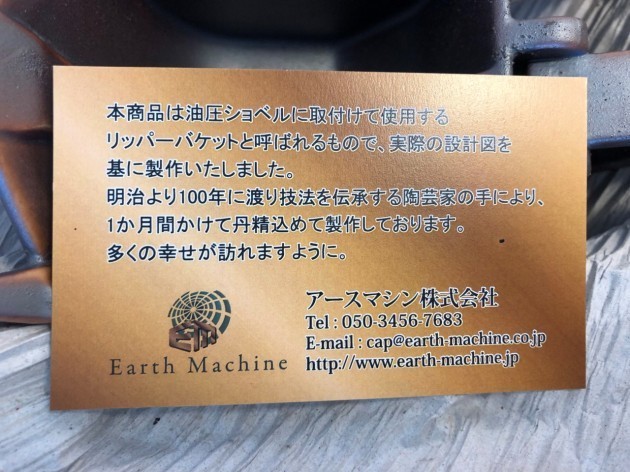 本商品は油圧ショベルに取付けて使用する
リッパーバケットと呼ばれるもので、実際の設計図を
基に製作いたしました。
明治より100年に渡り技法を伝承する陶芸家の手により、
1か月間かけて丹精込めて製作しております。
多くの幸せが訪れますように。
EM
Earth Machine
アースマシン株式会社
Tel : 050-3456-7683
E-mail : cap@earth-machine.co.jp
http://www.earth-machine.jp